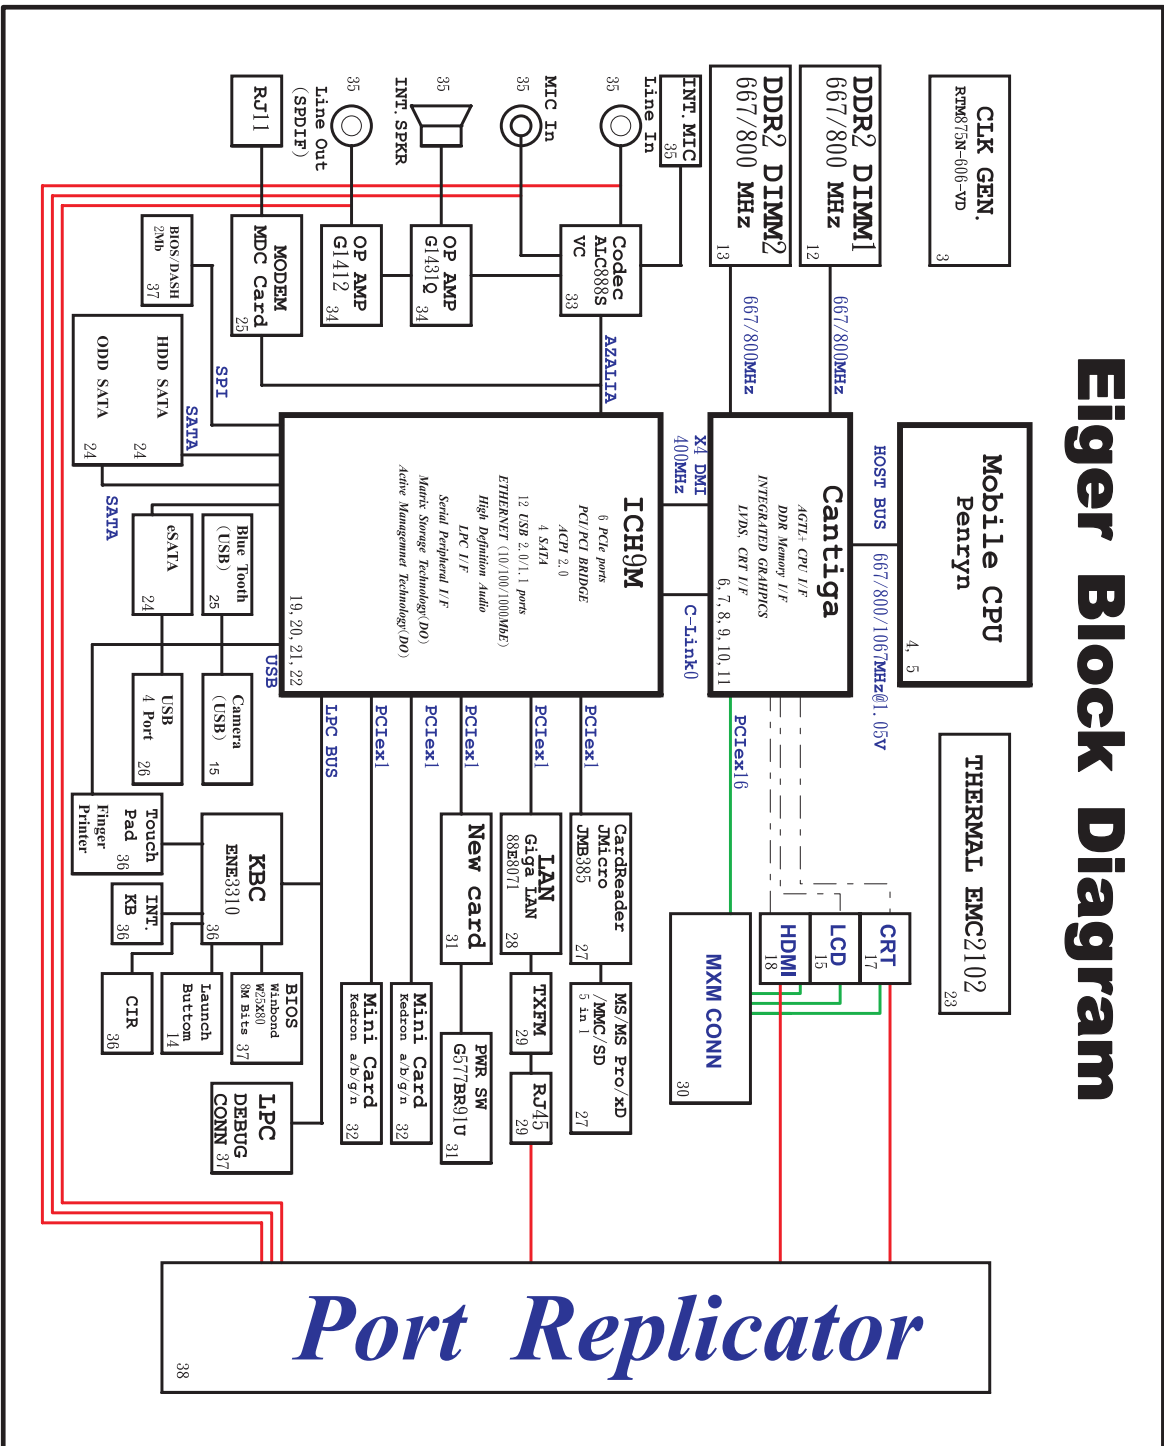 Eiger Block Diagram
CLK GEN.
RTM875N-606-VD
3
Mobile CPU
Penryn
4, 5
THERMAL EMC2102
23
HOST BUS
667/800/1067MHz@1.05V
DDR2 DIMM1
667/800 MHz
12
667/800MHz
DDR2 DIMM2
667/800 MHz
13
667/800MHz
Cantiga
AGTL+ CPU I/F
DDR Memory I/F
INTEGRATED GRAHPICS
LVDS, CRT I/F
6, 7, 8, 9, 10, 11
PCIex16
CRT
17
LCD
15
HDMI
18
MXM CONN
30
X4 DMI
400MHz
C-Link0
INT. MIC
35
Line In
35
MIC In
35
INT. SPKR
35
Line Out
(SPDIF)
35
RJ11
Codec
ALC888S
VC
33
OP AMP
G1431Q
34
OP AMP
G1412
34
MODEM
MDC Card
25
AZALIA
BIOS/DASH
2Mb
37
SPI
HDD SATA
24
ODD SATA
24
SATA
SATA
ICH9M
6 PCIe ports
PCI/PCI BRIDGE
ACPI 2.0
4 SATA
12 USB 2.0/1.1 ports
ETHERNET (10/100/1000MbE)
High Definition Audio
LPC I/F
Serial Peripheral I/F
Matrix Storage Technology(DO)
Active Managemnet Technology(DO)
19, 20, 21, 22
eSATA
24
Blue Tooth
(USB)
25
USB
Camera
(USB)
15
USB
4 Port
26
Touch
Pad
36
Finger
Printer
LPC BUS
PCIex1
PCIex1
PCIex1
PCIex1
PCIex1
CardReader
JMicro
JMB385
27
MS/MS Pro/xD
/MMC/SD
5 in 1
27
LAN
Giga LAN
88E8071
28
TXFM
29
RJ45
29
New card
31
PWR SW
G577BR91U
31
Mini Card
Kedron a/b/g/n
32
Mini Card
Kedron a/b/g/n
32
KBC
ENE3310
36
INT.
KB
36
CIR
36
Launch
Buttom
14
BIOS
Winbond
W25X80
8M Bits
37
LPC
DEBUG
CONN
37
Port Replicator
38